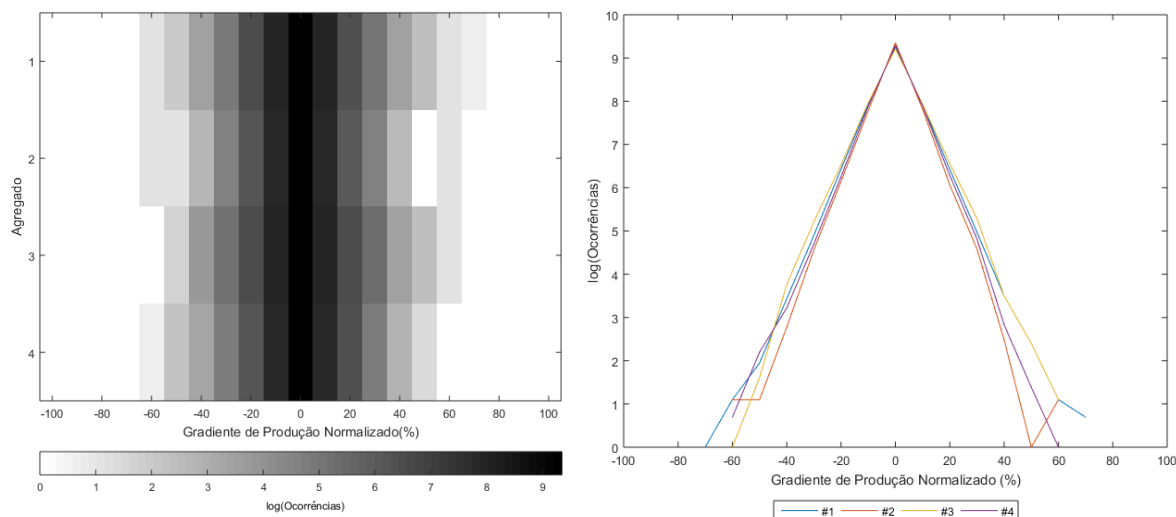 Agregado
1
2
3
4
-100 -80 -60 -40 -20 0 20 40 60 80 100
Gradiente de Produção Normalizado(%)
0 1 2 3 4 5 6 7 8 9
log(Ocorrências)
log(Ocorrências)
10
9
8
7
6
5
4
3
2
1
0
-100 -80 -60 -40 -20 0 20 40 60 80 100
Gradiente de Produção Normalizado (%)
#1 #2 #3 #4